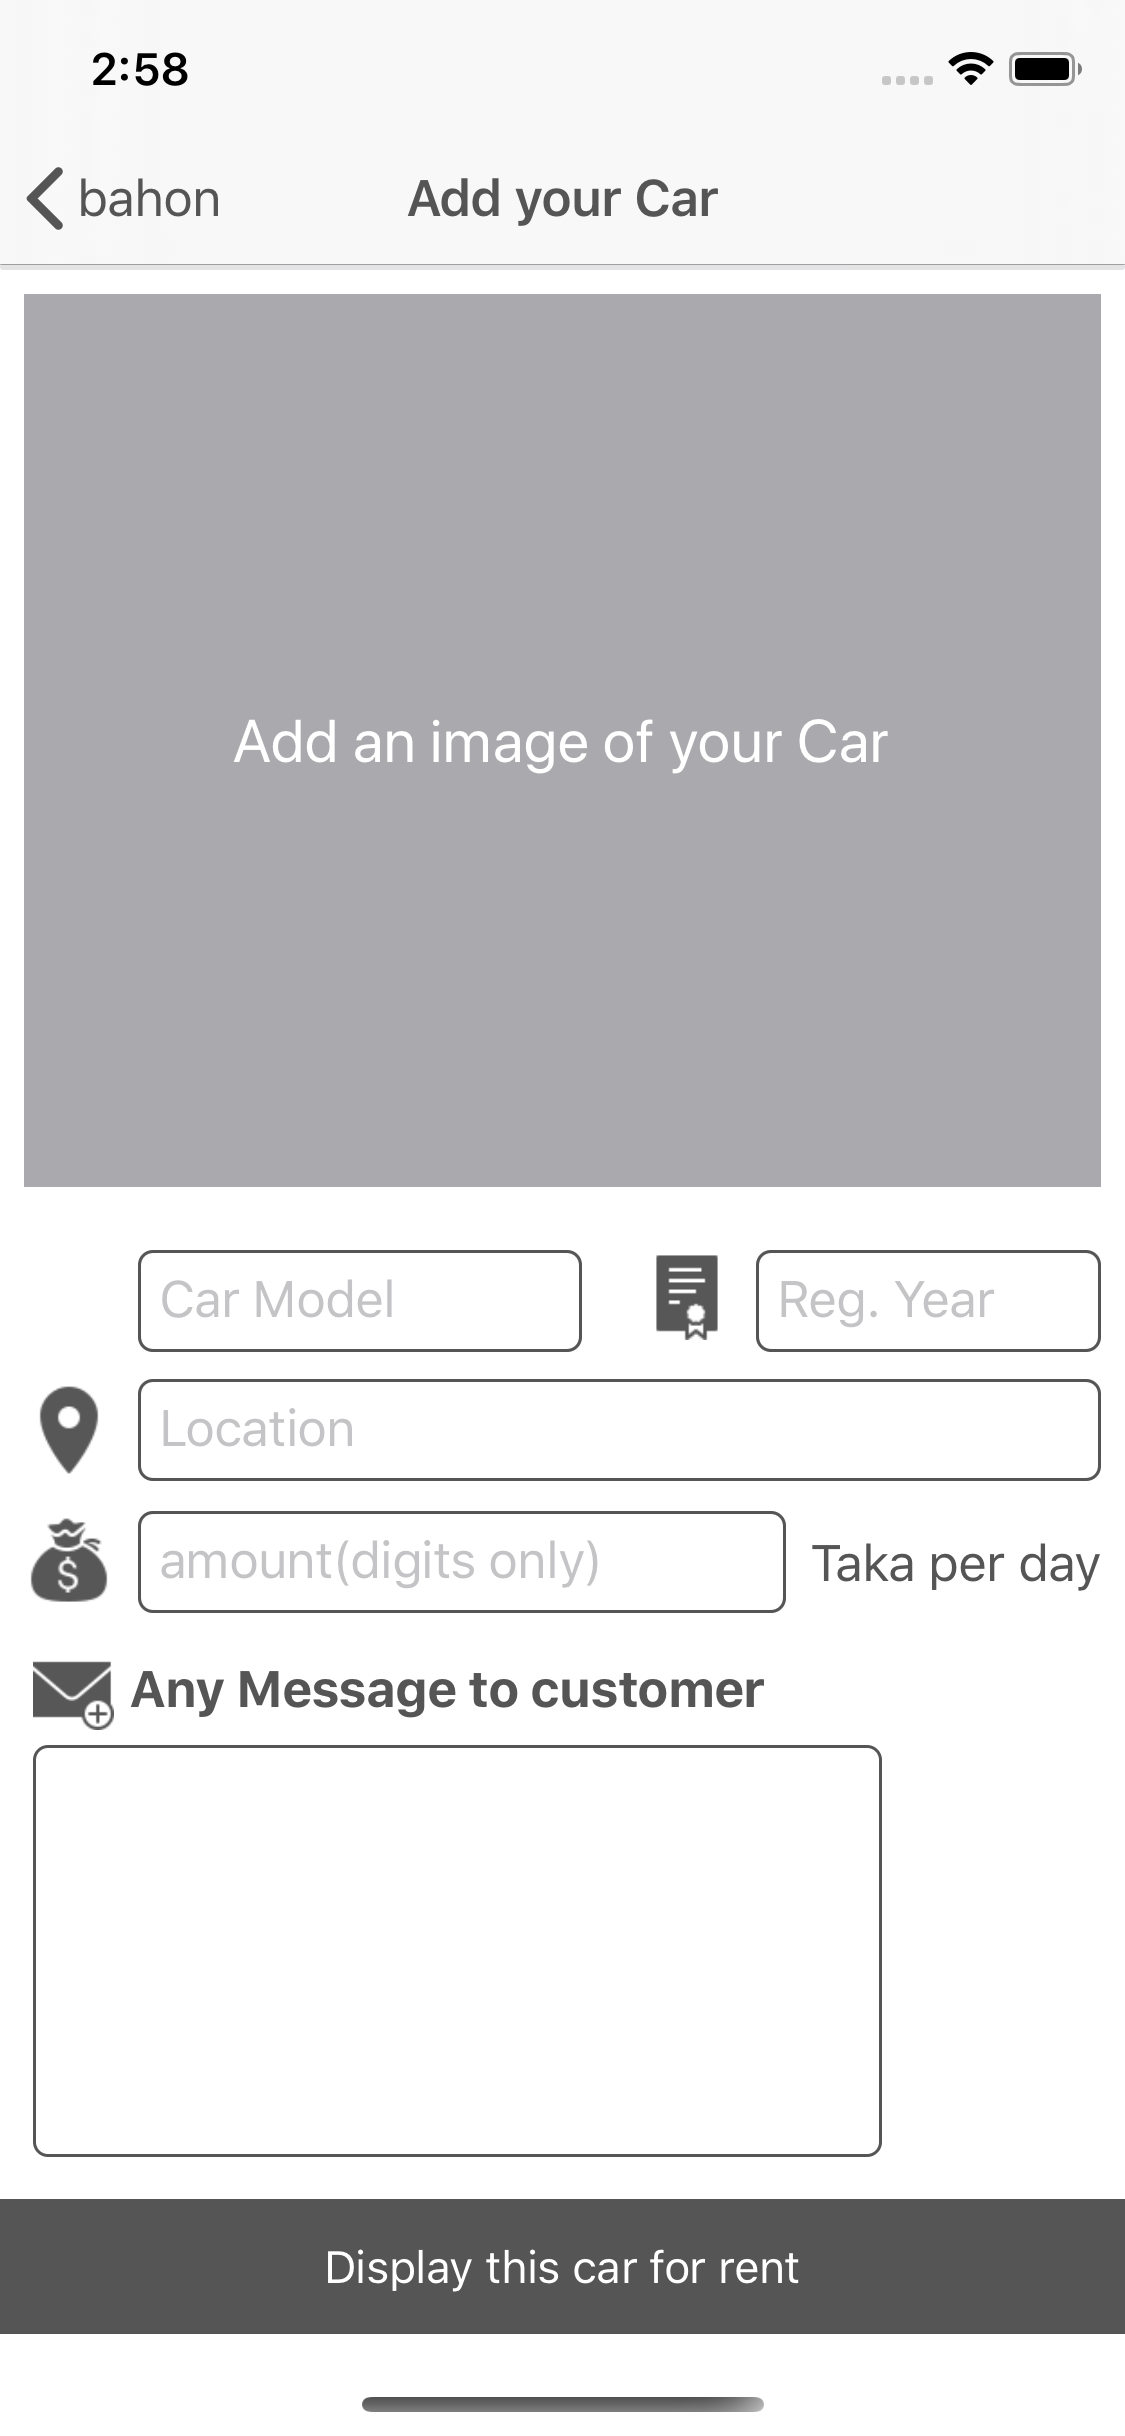 2:58
bahon
Add your Car
Add an image of your Car
Car Model
Reg. Year
Location
$
amount(digits only)
Taka per day
Any Message to customer
Display this car for rent